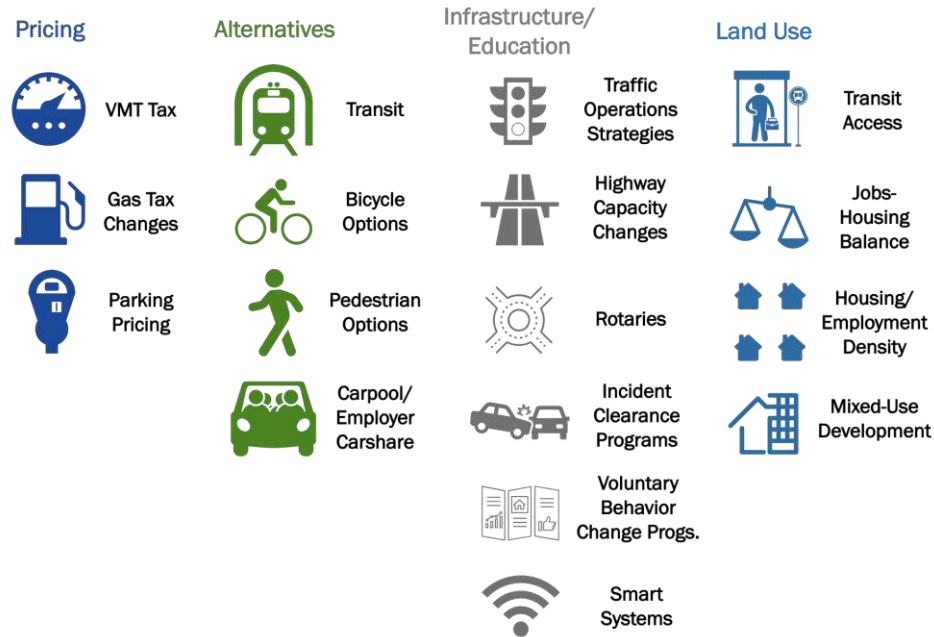 Pricing
VMT Tax
Gas Tax
Changes
Parking
Pricing
Alternatives
Transit
Bicycle
Options
Pedestrian
Options
Carpool/
Employer
Carshare
Infrastructure/
Education
Traffic
Operations
Strategies
Highway
Capacity
Changes
Rotaries
Incident
Clearance
Programs
Voluntary
Behavior
Change Progs.
Smart
Systems
Land Use
Transit
Access
Jobs-
Housing
Balance
Housing/
Employment
Density
Mixed-Use
Development